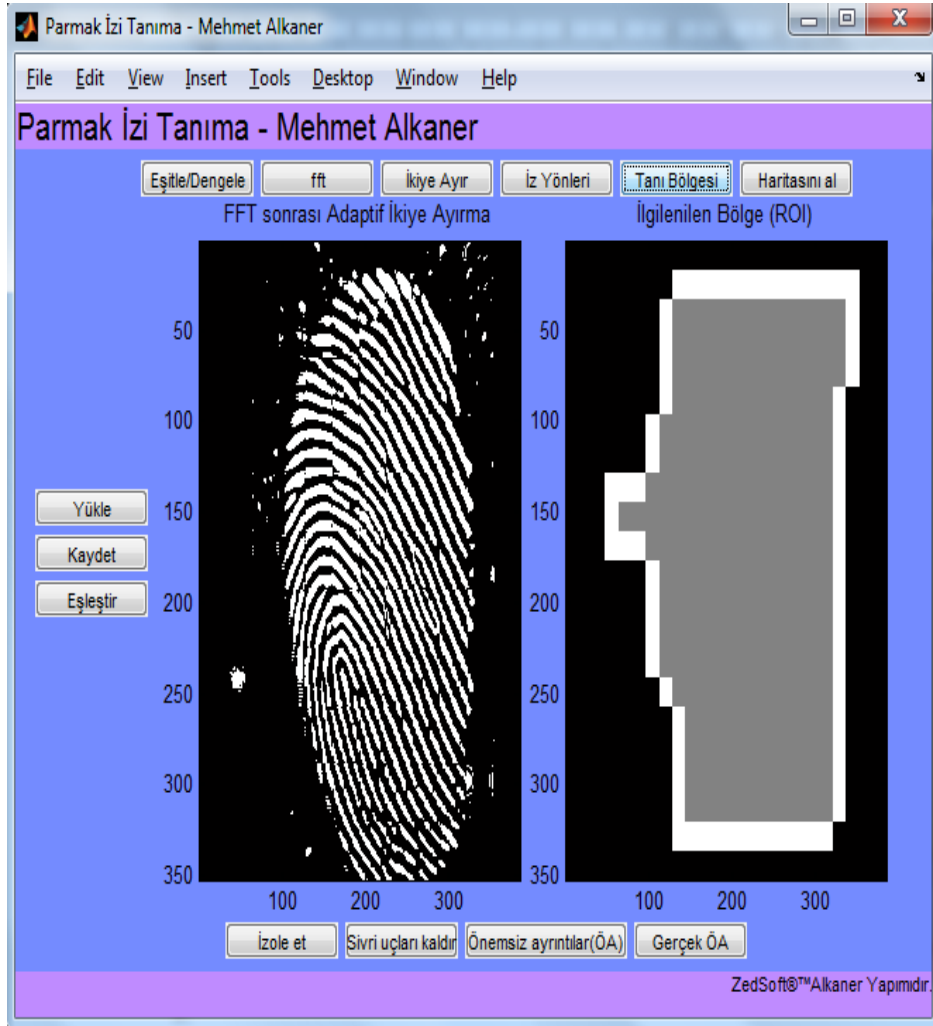 Parmak İzi Tanıma - Mehmet Alkaner
File Edit View Insert Tools Desktop Window Help
Parmak İzi Tanıma - Mehmet Alkaner
Eşitle/Dengele fft İkiye Ayır İz Yönleri Tanı Bölgesi Haritasını al
FFT sonrası Adaptif İkiye Ayırma İlgilenilen Bölge (ROI)
50 50
100 100
Yükle 150 150
Kaydet
Eşleştir 200 200
250 250
300 300
350 350
100 200 300 100 200 300
İzole et Sivri uçları kaldır Önemsiz ayrıntılar(ÖA) Gerçek ÖA
ZedSoft®™Alkaner Yapımıdır.